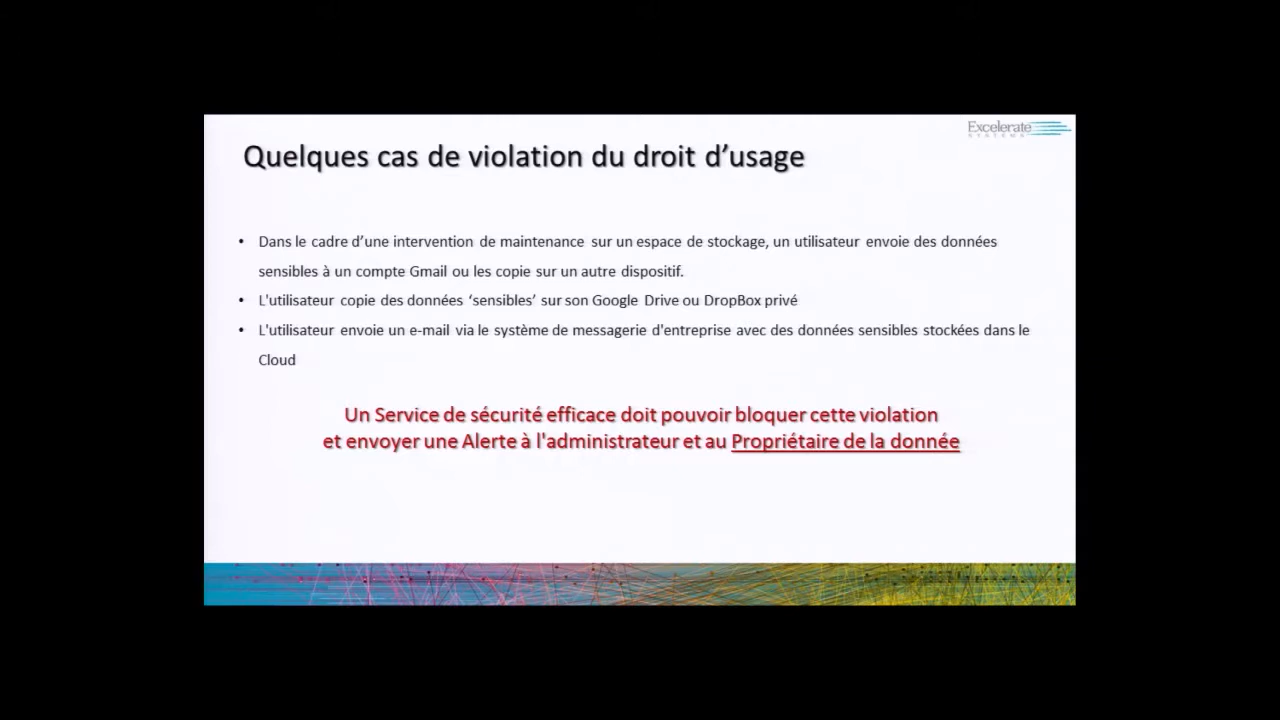 Excelerate
SYSTEMS
Quelques cas de violation du droit d’usage
• Dans le cadre d’une intervention de maintenance sur un espace de stockage, un utilisateur envoie des données
sensibles à un compte Gmail ou les copie sur un autre dispositif.
• L'utilisateur copie des données ‘sensibles’ sur son Google Drive ou DropBox privé
• L'utilisateur envoie un e-mail via le système de messagerie d'entreprise avec des données sensibles stockées dans le
Cloud
Un Service de sécurité efficace doit pouvoir bloquer cette violation
et envoyer une Alerte à l'administrateur et au Propriétaire de la donnée